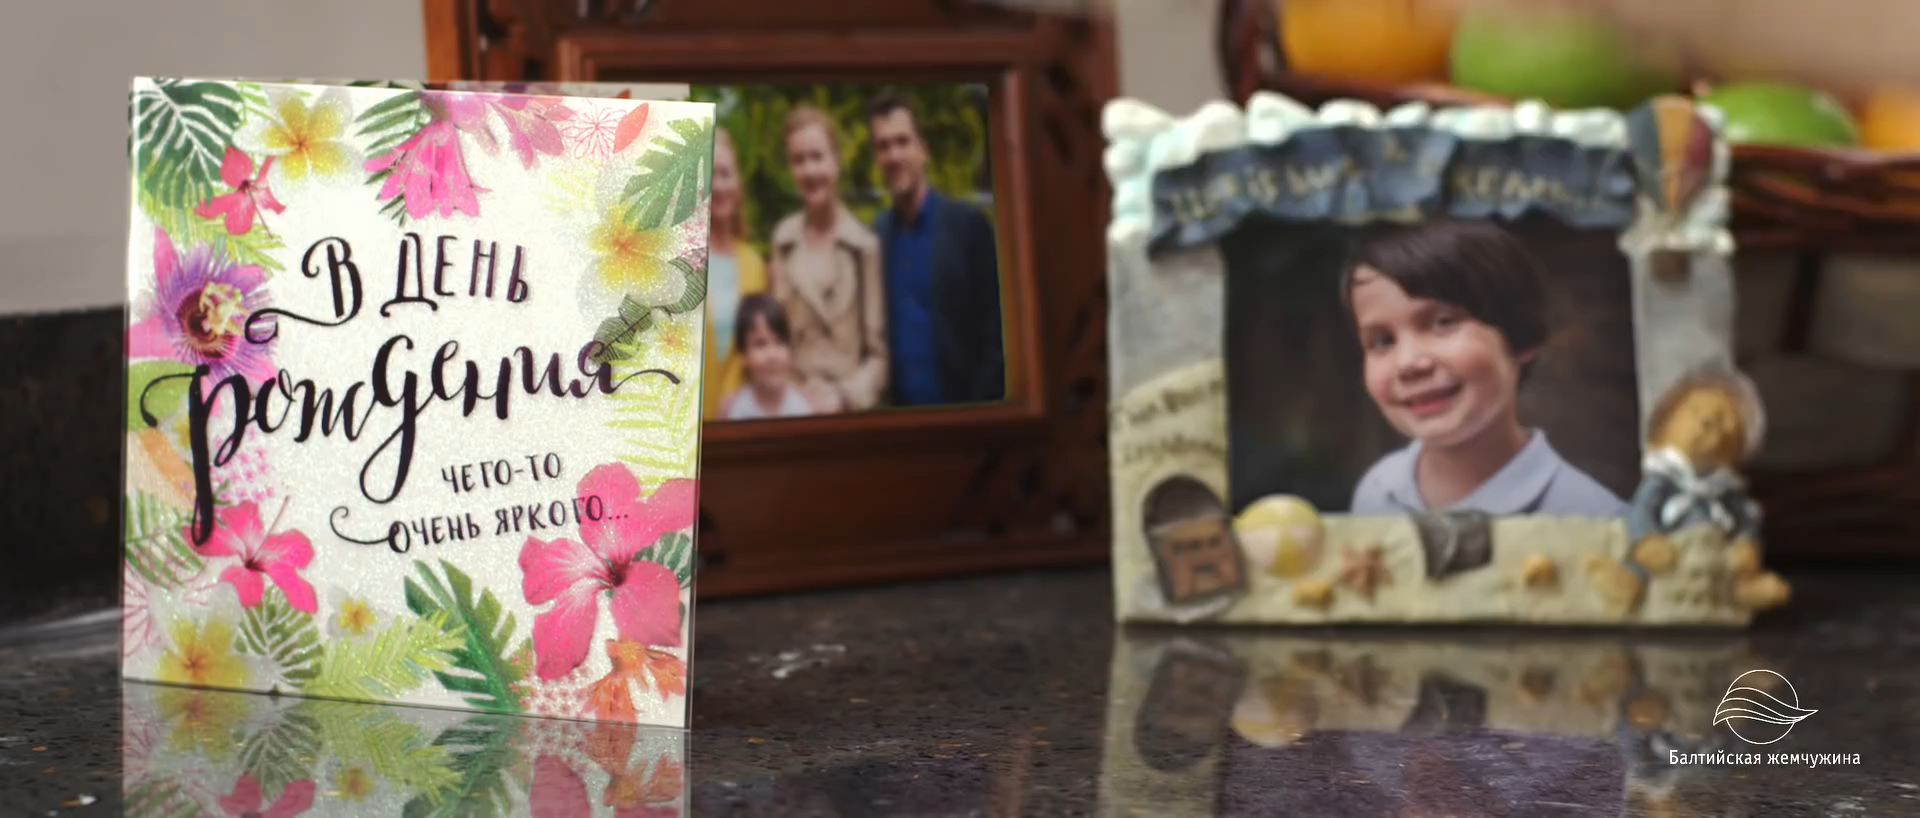 В ДЕНЬ
рождения
ЧЕГО-ТО
ОЧЕНЬ ЯРКОГО...
Балтийская жемчужина